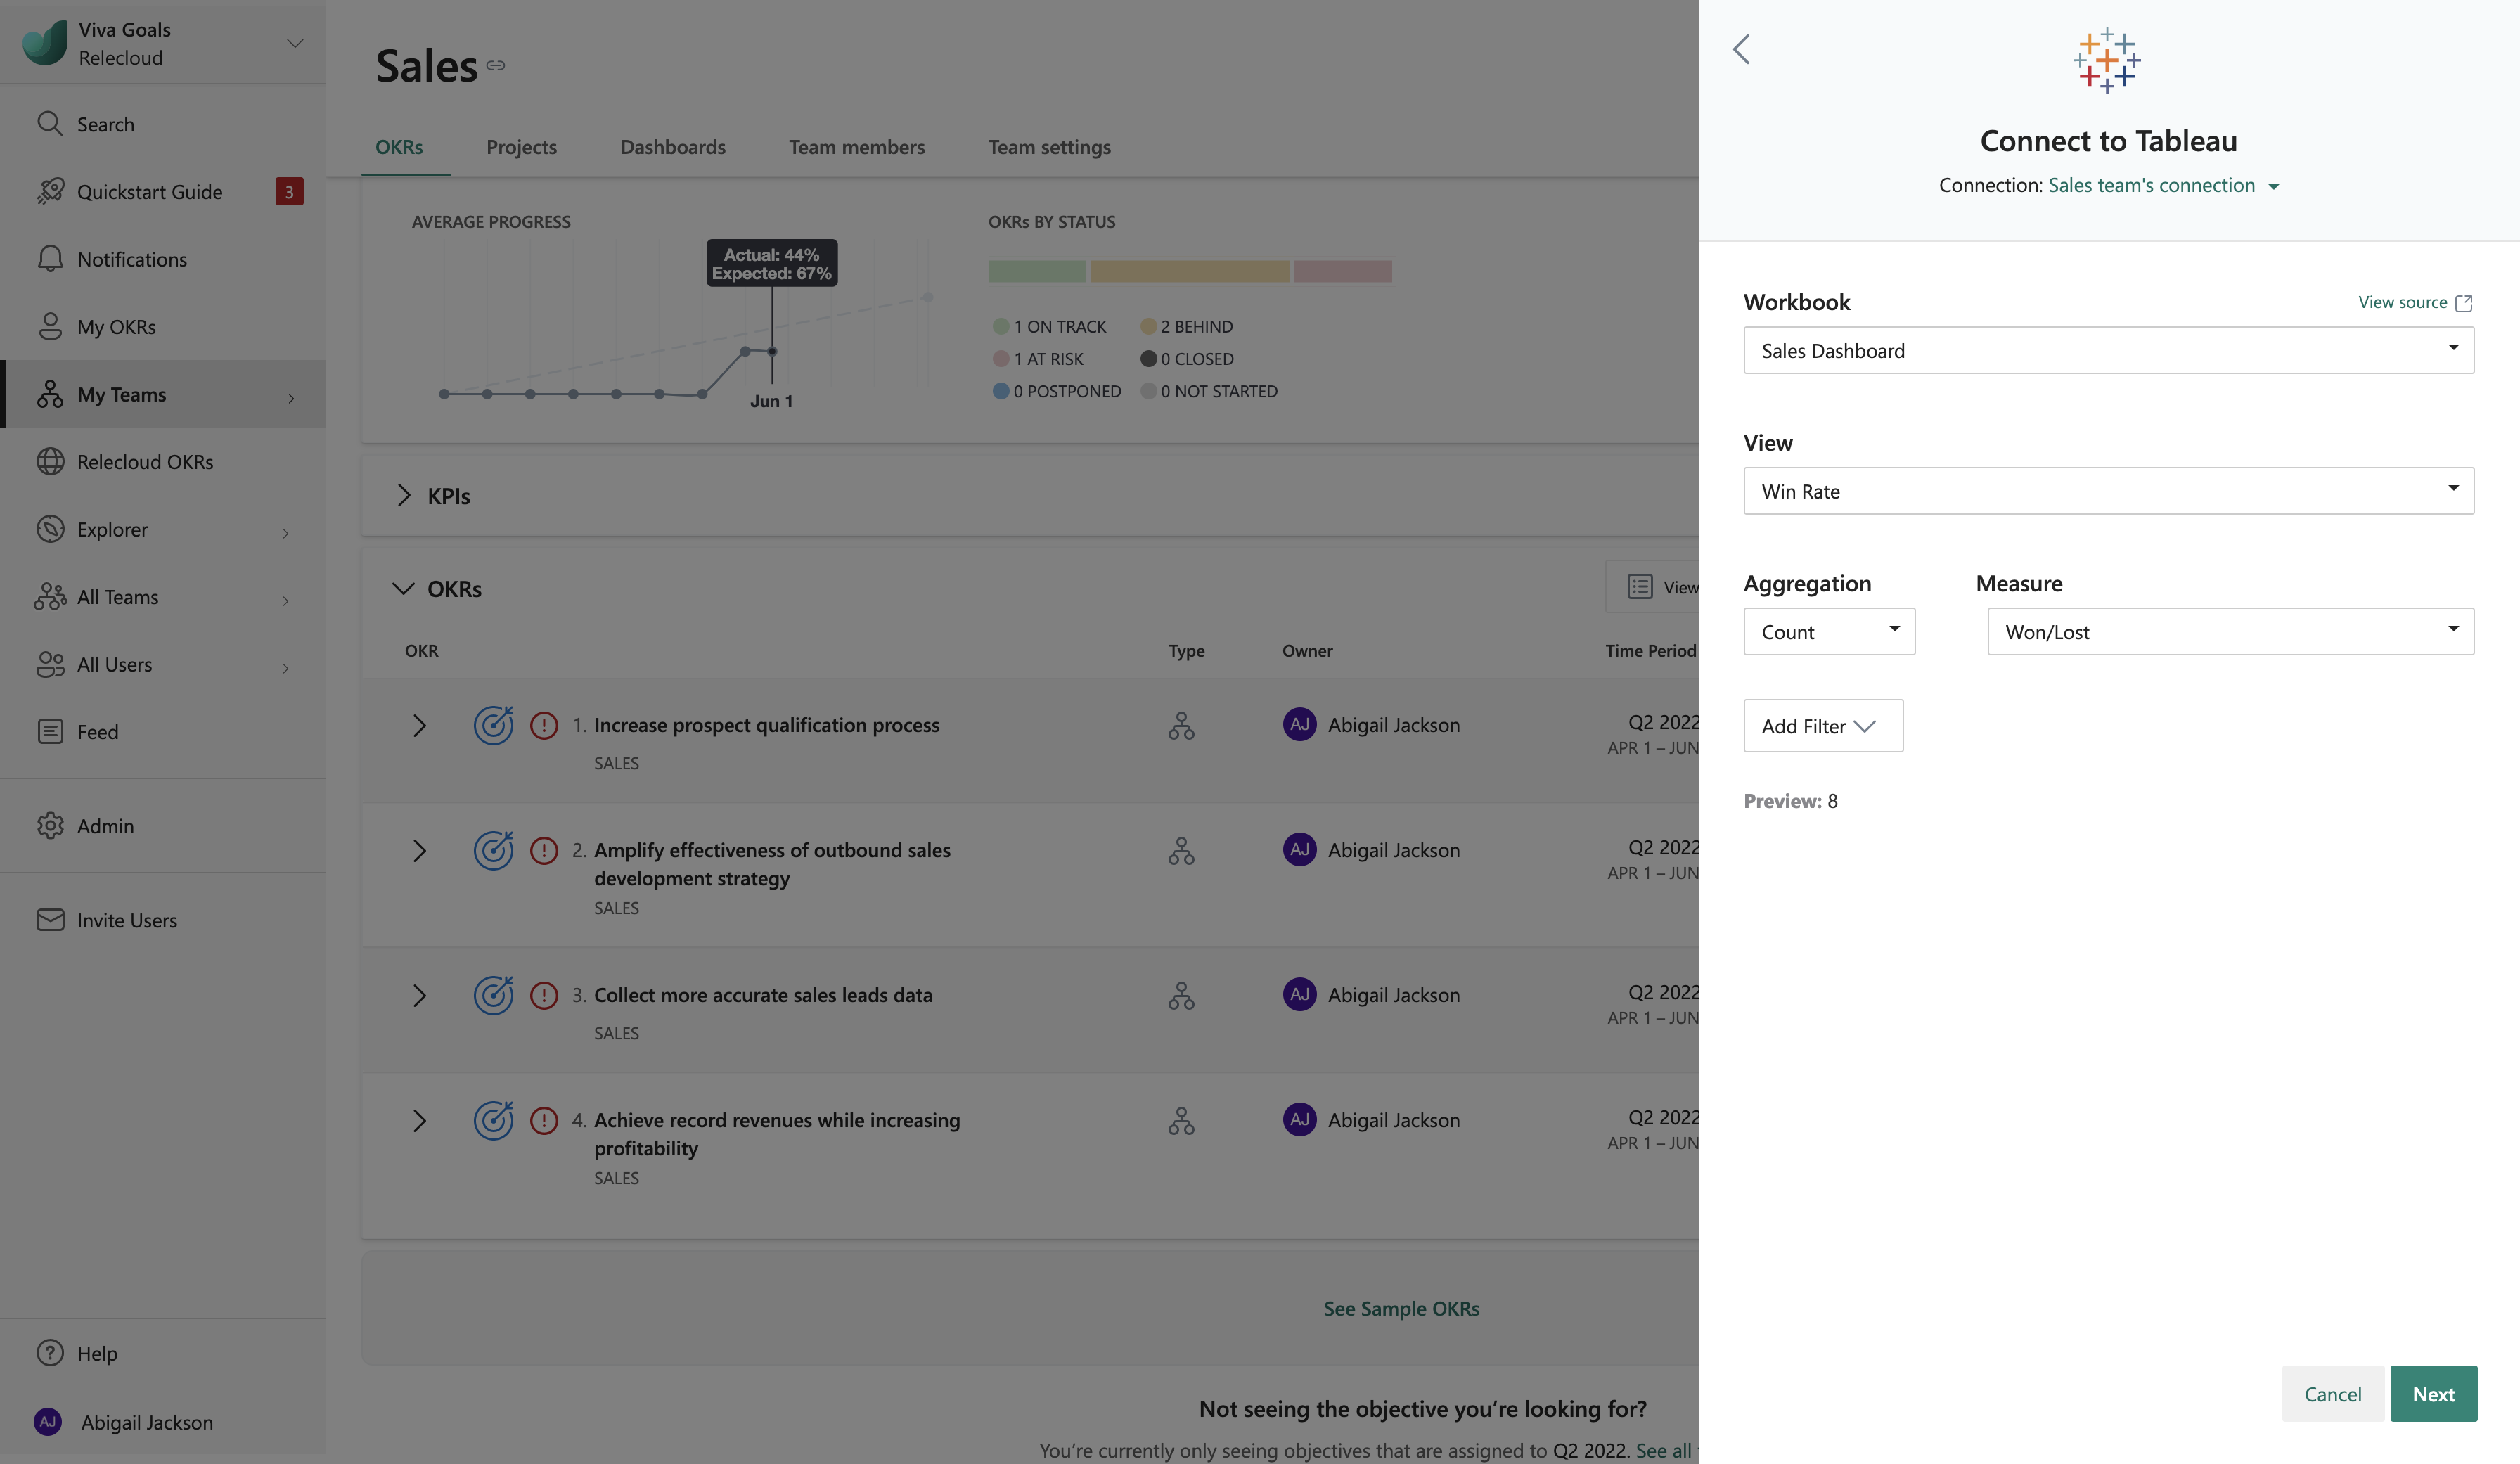 Viva Goals
Relecloud
Search
Quickstart Guide 3
Notifications
My OKRs
My Teams
Relecloud OKRs
Explorer
All Teams
All Users
Feed
Admin
Invite Users
Help
AJ Abigail Jackson
Sales
OKRs Projects Dashboards Team members Team settings
AVERAGE PROGRESS
Actual: 44%
Expected: 67%
Jun 1
OKRs BY STATUS
1 ON TRACK 2 BEHIND
1 AT RISK 0 CLOSED
0 POSTPONED 0 NOT STARTED
KPIs
OKRs
View
OKR Type Owner Time Period
1. Increase prospect qualification process AJ Abigail Jackson Q2 2022
SALES APR 1 – JUN
2. Amplify effectiveness of outbound sales AJ Abigail Jackson Q2 2022
development strategy APR 1 – JUN
SALES
3. Collect more accurate sales leads data AJ Abigail Jackson Q2 2022
SALES APR 1 – JUN
4. Achieve record revenues while increasing AJ Abigail Jackson Q2 2022
profitability APR 1 – JUN
SALES
See Sample OKRs
Not seeing the objective you’re looking for?
You’re currently only seeing objectives that are assigned to Q2 2022. See all
Connect to Tableau
Connection: Sales team's connection
Workbook View source
Sales Dashboard
View
Win Rate
Aggregation Measure
Count Won/Lost
Add Filter
Preview: 8
Cancel Next